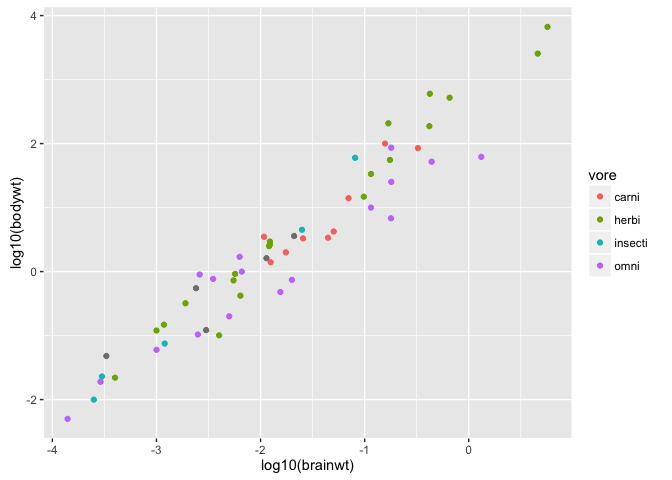 4
2
0
-2
-4
-3
-2
-1
0
log10(brainwt)
log10(bodywt)
vore
carni
herbi
insecti
omni